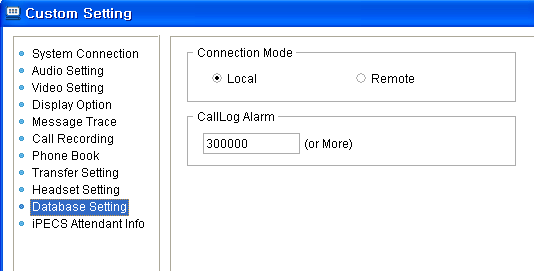 Custom Setting
System Connection
Audio Setting
Video Setting
Display Option
Message Trace
Call Recording
Phone Book
Transfer Setting
Headset Setting
Database Setting
iPECS Attendant Info
Connection Mode
Local Remote
CallLog Alarm
300000 (or More)